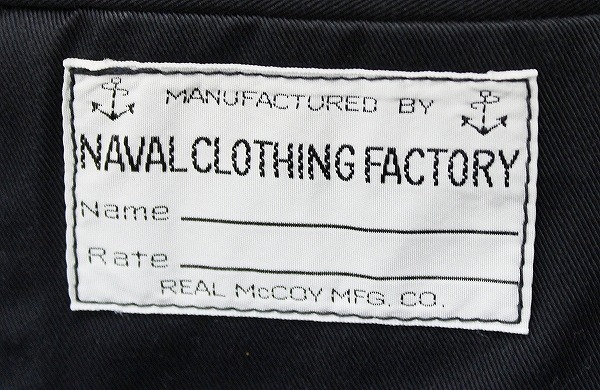 MANUFACTURED BY
NAVAL CLOTHING FACTORY
Name
Rate
REAL McCOY MFG. CO.